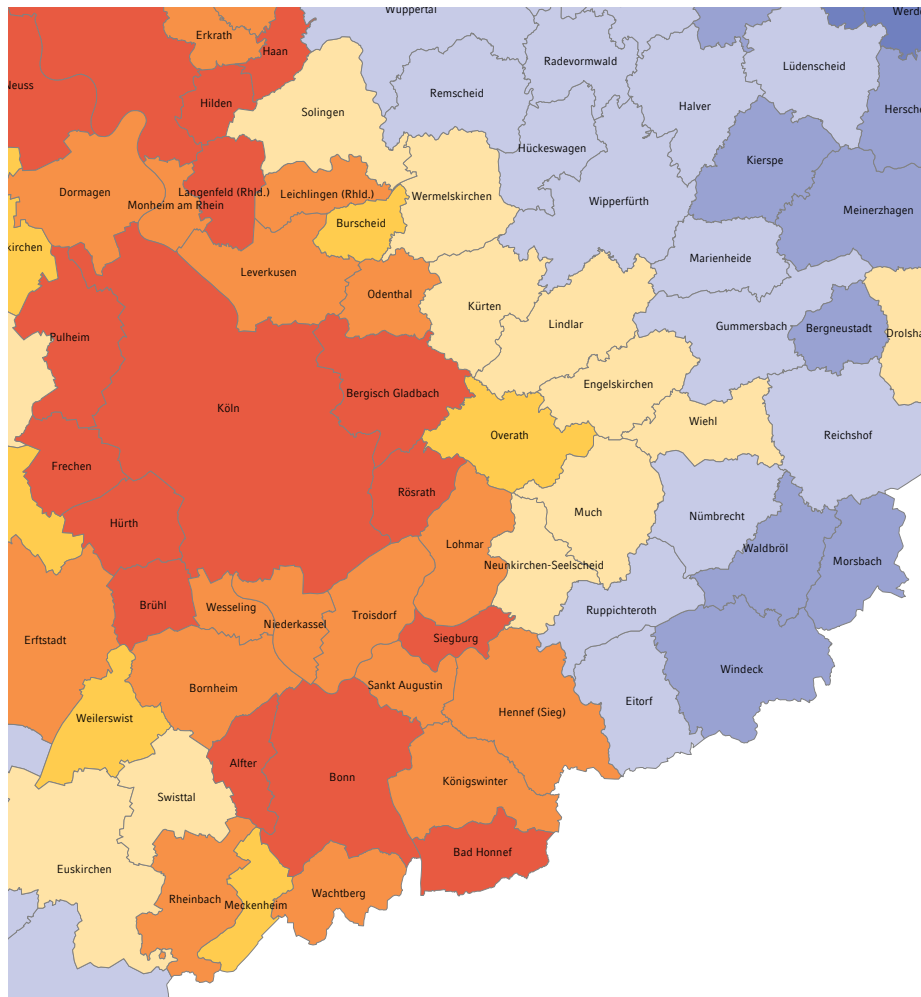 Wuppertal
Erkrath
Haan
Radevormwald
Lüdenscheid
Neuss
Remscheid
Hilden
Halver
Solingen
Hückeswagen
Kierspe
Dormagen
Langenfeld (Rhld.)
Leichlingen (Rhld.)
Wermelskirchen
Wipperfürth
Monheim am Rhein
Meinerzhagen
Burscheid
kirchen
Marienheide
Leverkusen
Odenthal
Kürten
Lindlar
Gummersbach
Bergneustadt
Drolsha
Pulheim
Engelskirchen
Bergisch Gladbach
Köln
Wiehl
Overath
Reichshof
Frechen
Rösrath
Much
Nümbrecht
Hürth
Lohmar
Waldbröl
Neunkirchen-Seelscheid
Morsbach
Brühl
Wesseling
Ruppichteroth
Troisdorf
Niederkassel
Erftstadt
Siegburg
Windeck
Sankt Augustin
Bornheim
Eitorf
Hennef (Sieg)
Weilerswist
Alfter
Bonn
Königswinter
Swisttal
Bad Honnef
Euskirchen
Wachtberg
Rheinbach
Meckenheim